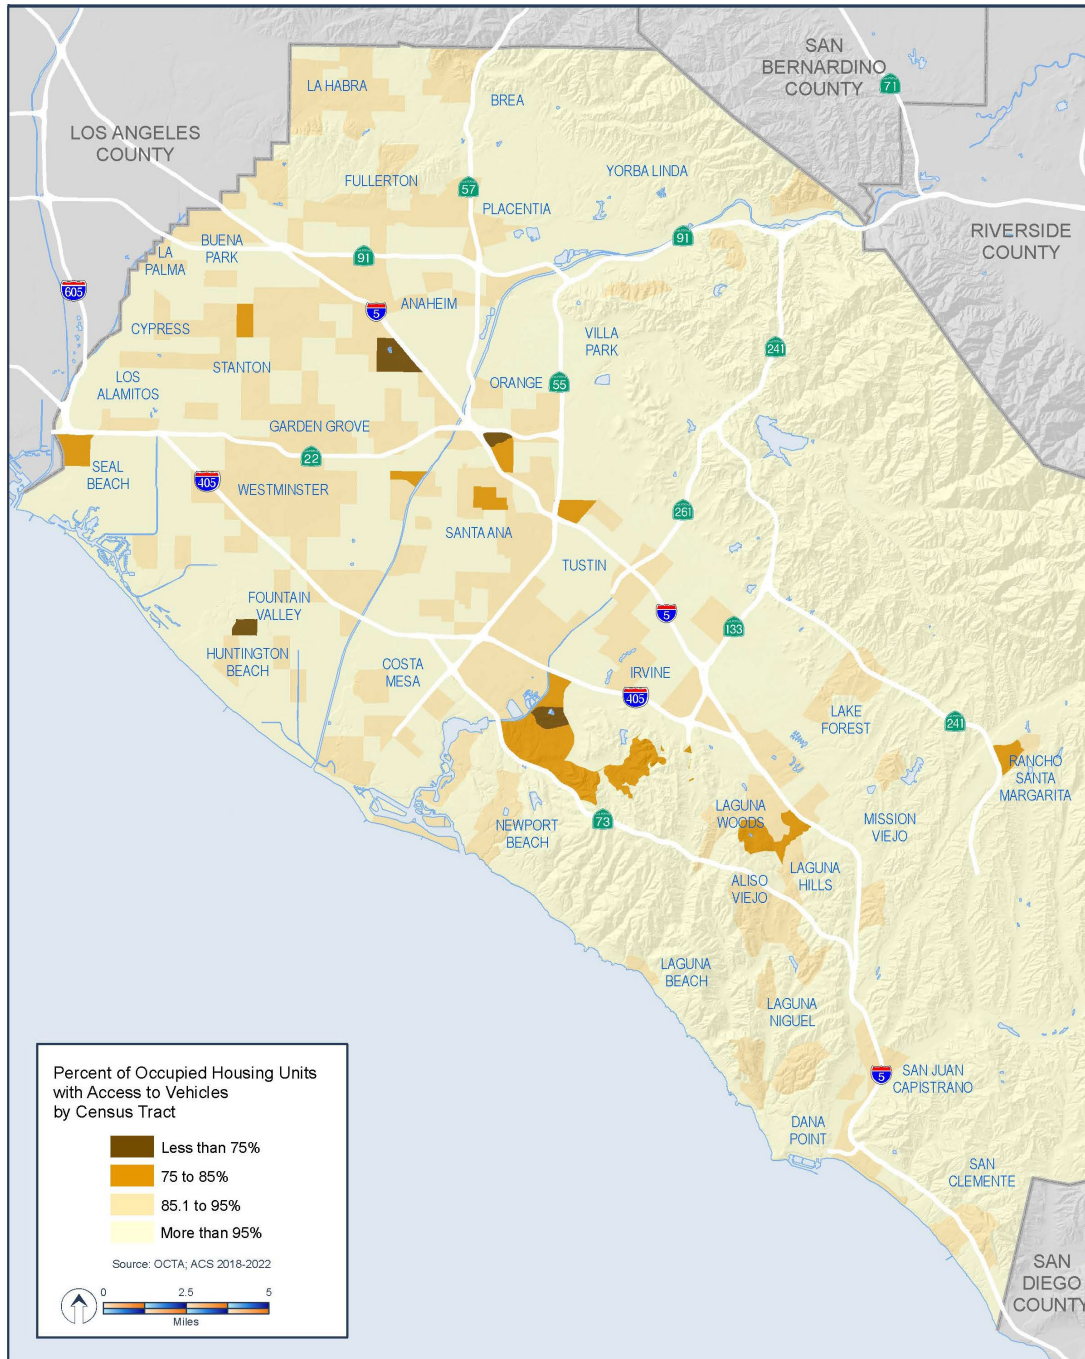 SAN
BERNARDINO
COUNTY
71
LA HABRA
BREA
LOS ANGELES
COUNTY
FULLERTON
57
YORBA LINDA
PLACENTIA
BUENA
PARK
LA
PALMA
91
91
RIVERSIDE
COUNTY
605
ANAHEIM
5
CYPRESS
VILLA
PARK
241
STANTON
LOS
ALAMITOS
ORANGE
55
GARDEN GROVE
22
SEAL
BEACH
405
WESTMINSTER
261
SANTA ANA
TUSTIN
FOUNTAIN
VALLEY
5
133
HUNTINGTON
BEACH
COSTA
MESA
IRVINE
405
LAKE
FOREST
241
RANCHO
SANTA
MARGARITA
NEWPORT
BEACH
73
LAGUNA
WOODS
MISSION
VIEJO
ALISO
VIEJO
LAGUNA
HILLS
LAGUNA
BEACH
LAGUNA
NIGUEL
5
SAN JUAN
CAPISTRANO
DANA
POINT
SAN
CLEMENTE
SAN
DIEGO
COUNTY
Percent of Occupied Housing Units
with Access to Vehicles
by Census Tract
Less than 75%
75 to 85%
85.1 to 95%
More than 95%
Source: OCTA; ACS 2018-2022
0 2.5 5
Miles